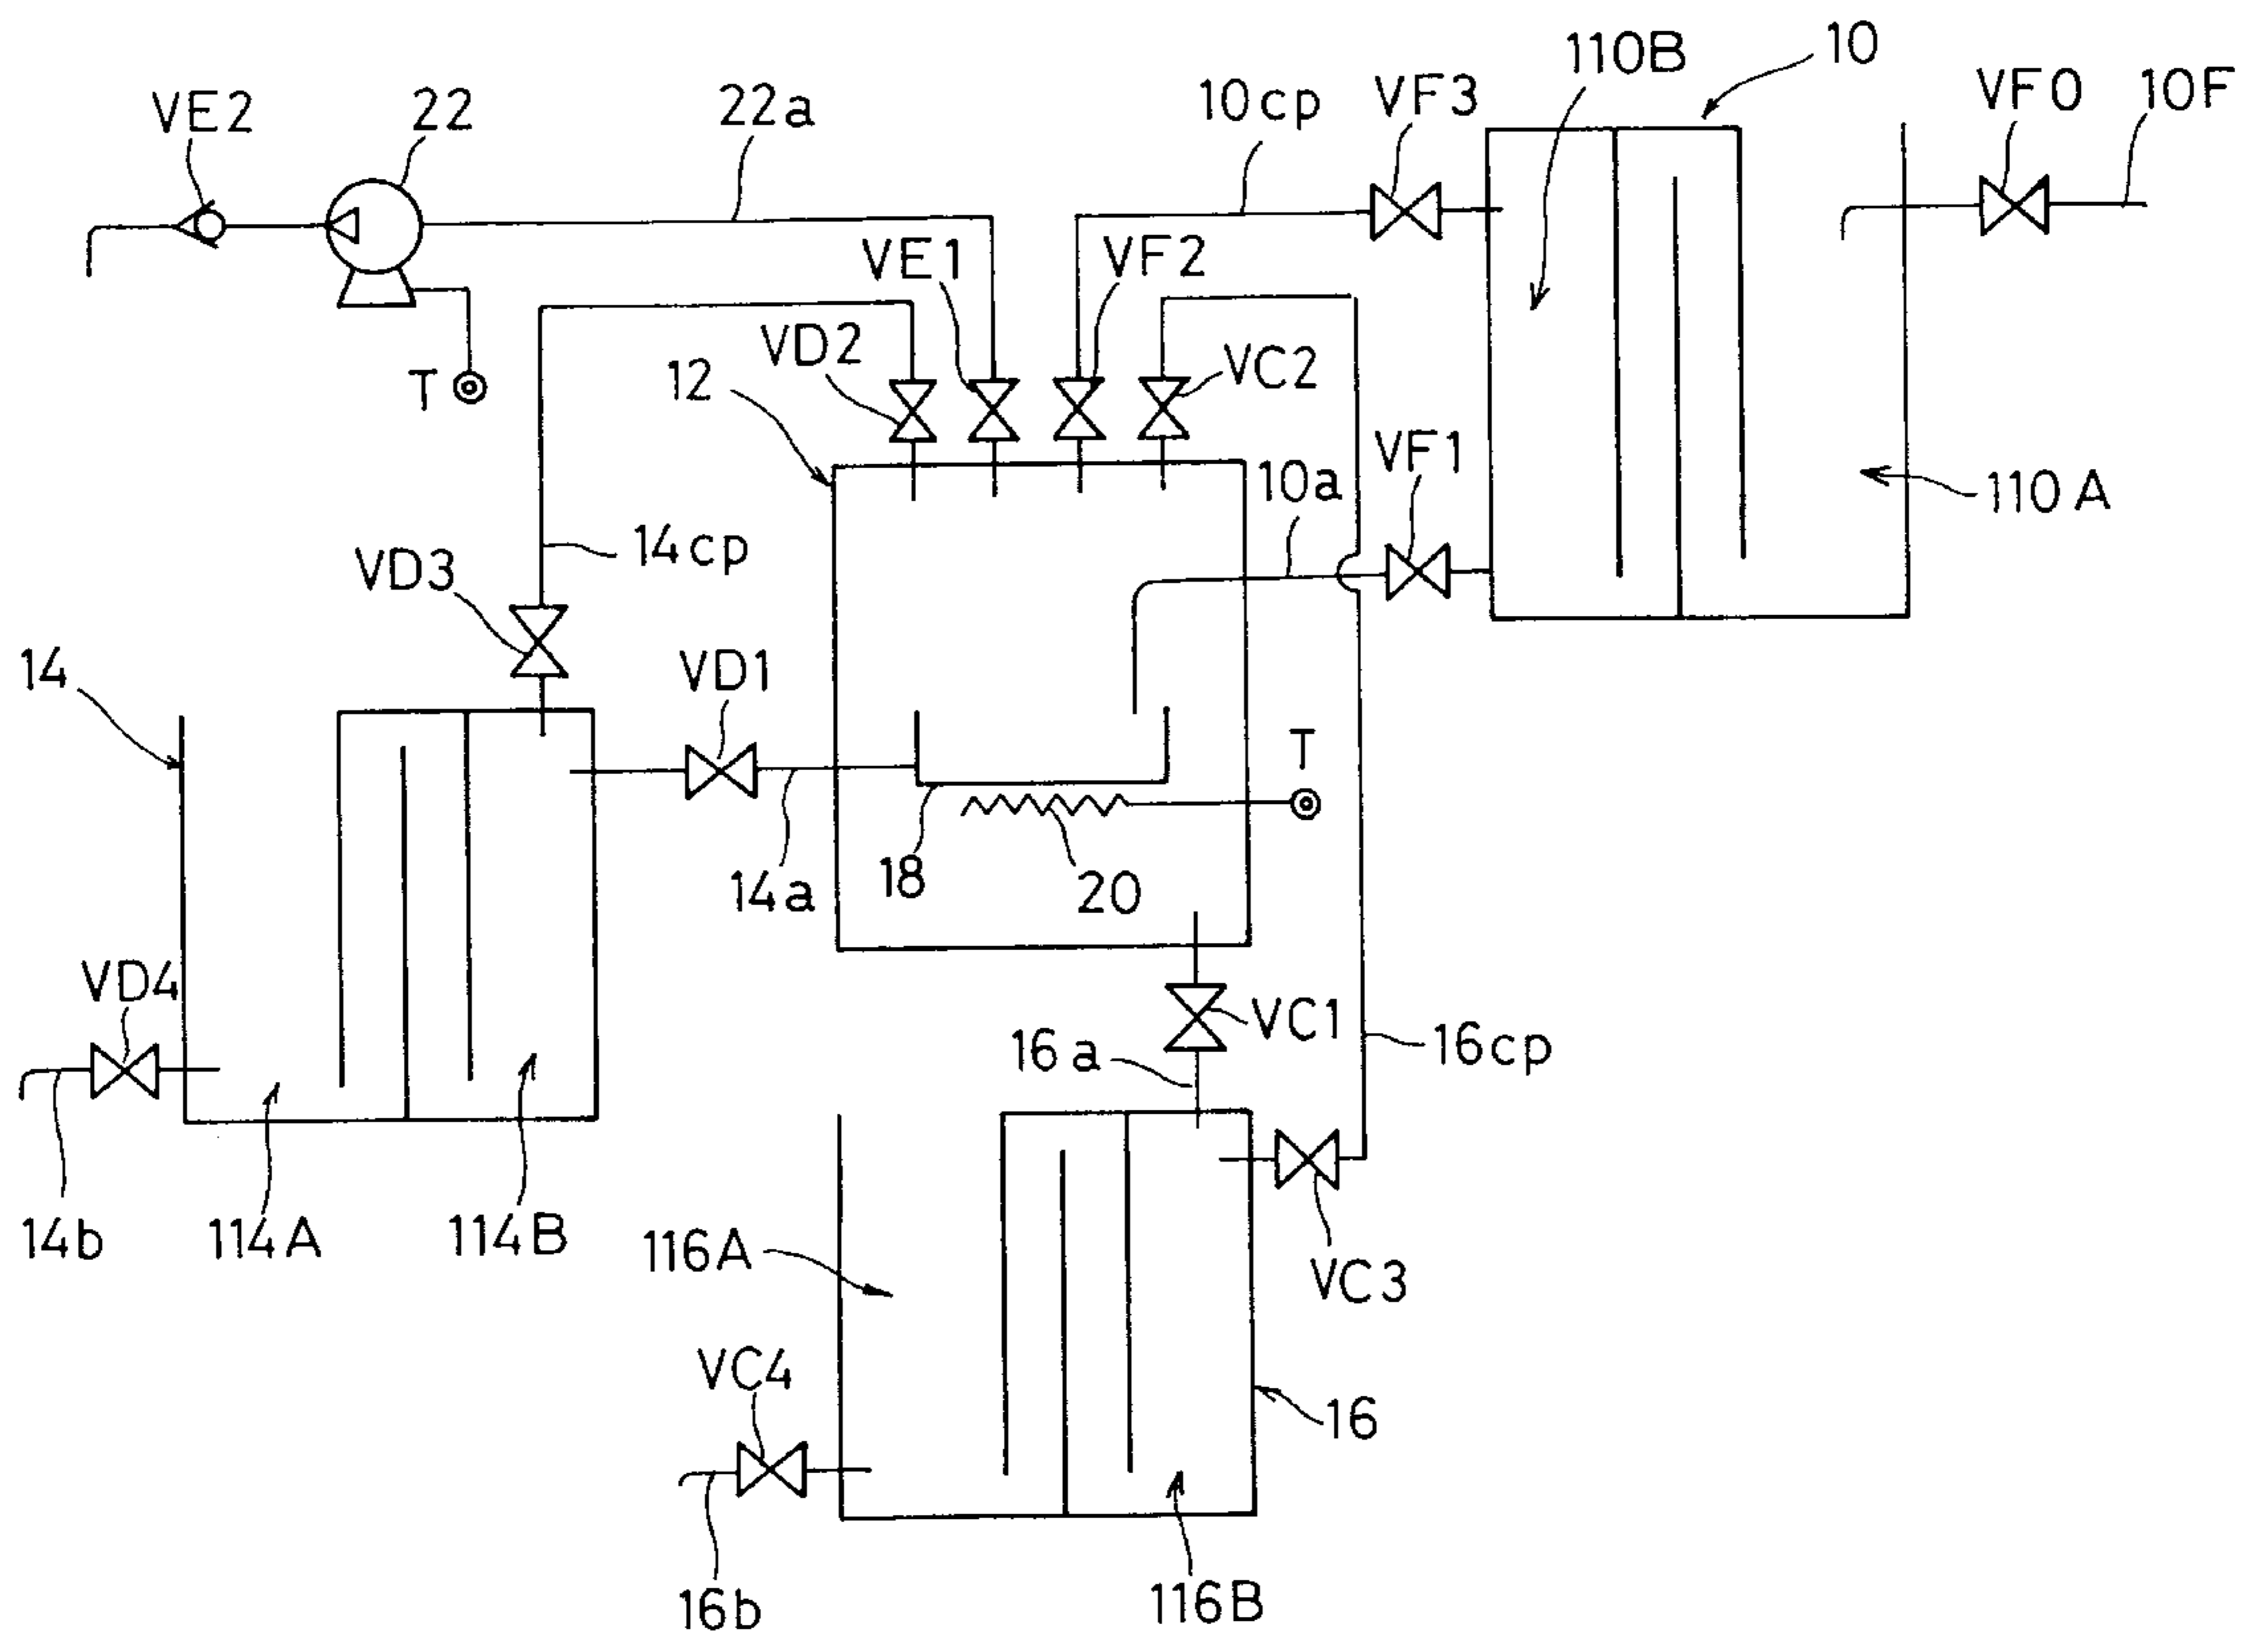 110B
10
VF0
10F
VE2
22
22a
10cp
VF3
VE1
VF2
VD2
VC2
T
12
VF1
10a
110A
14cp
VD3
14
VD1
T
18
20
14a
VD4
VC1
16a
16cp
14b
114A
114B
116A
VC3
VC4
16
16b
116B